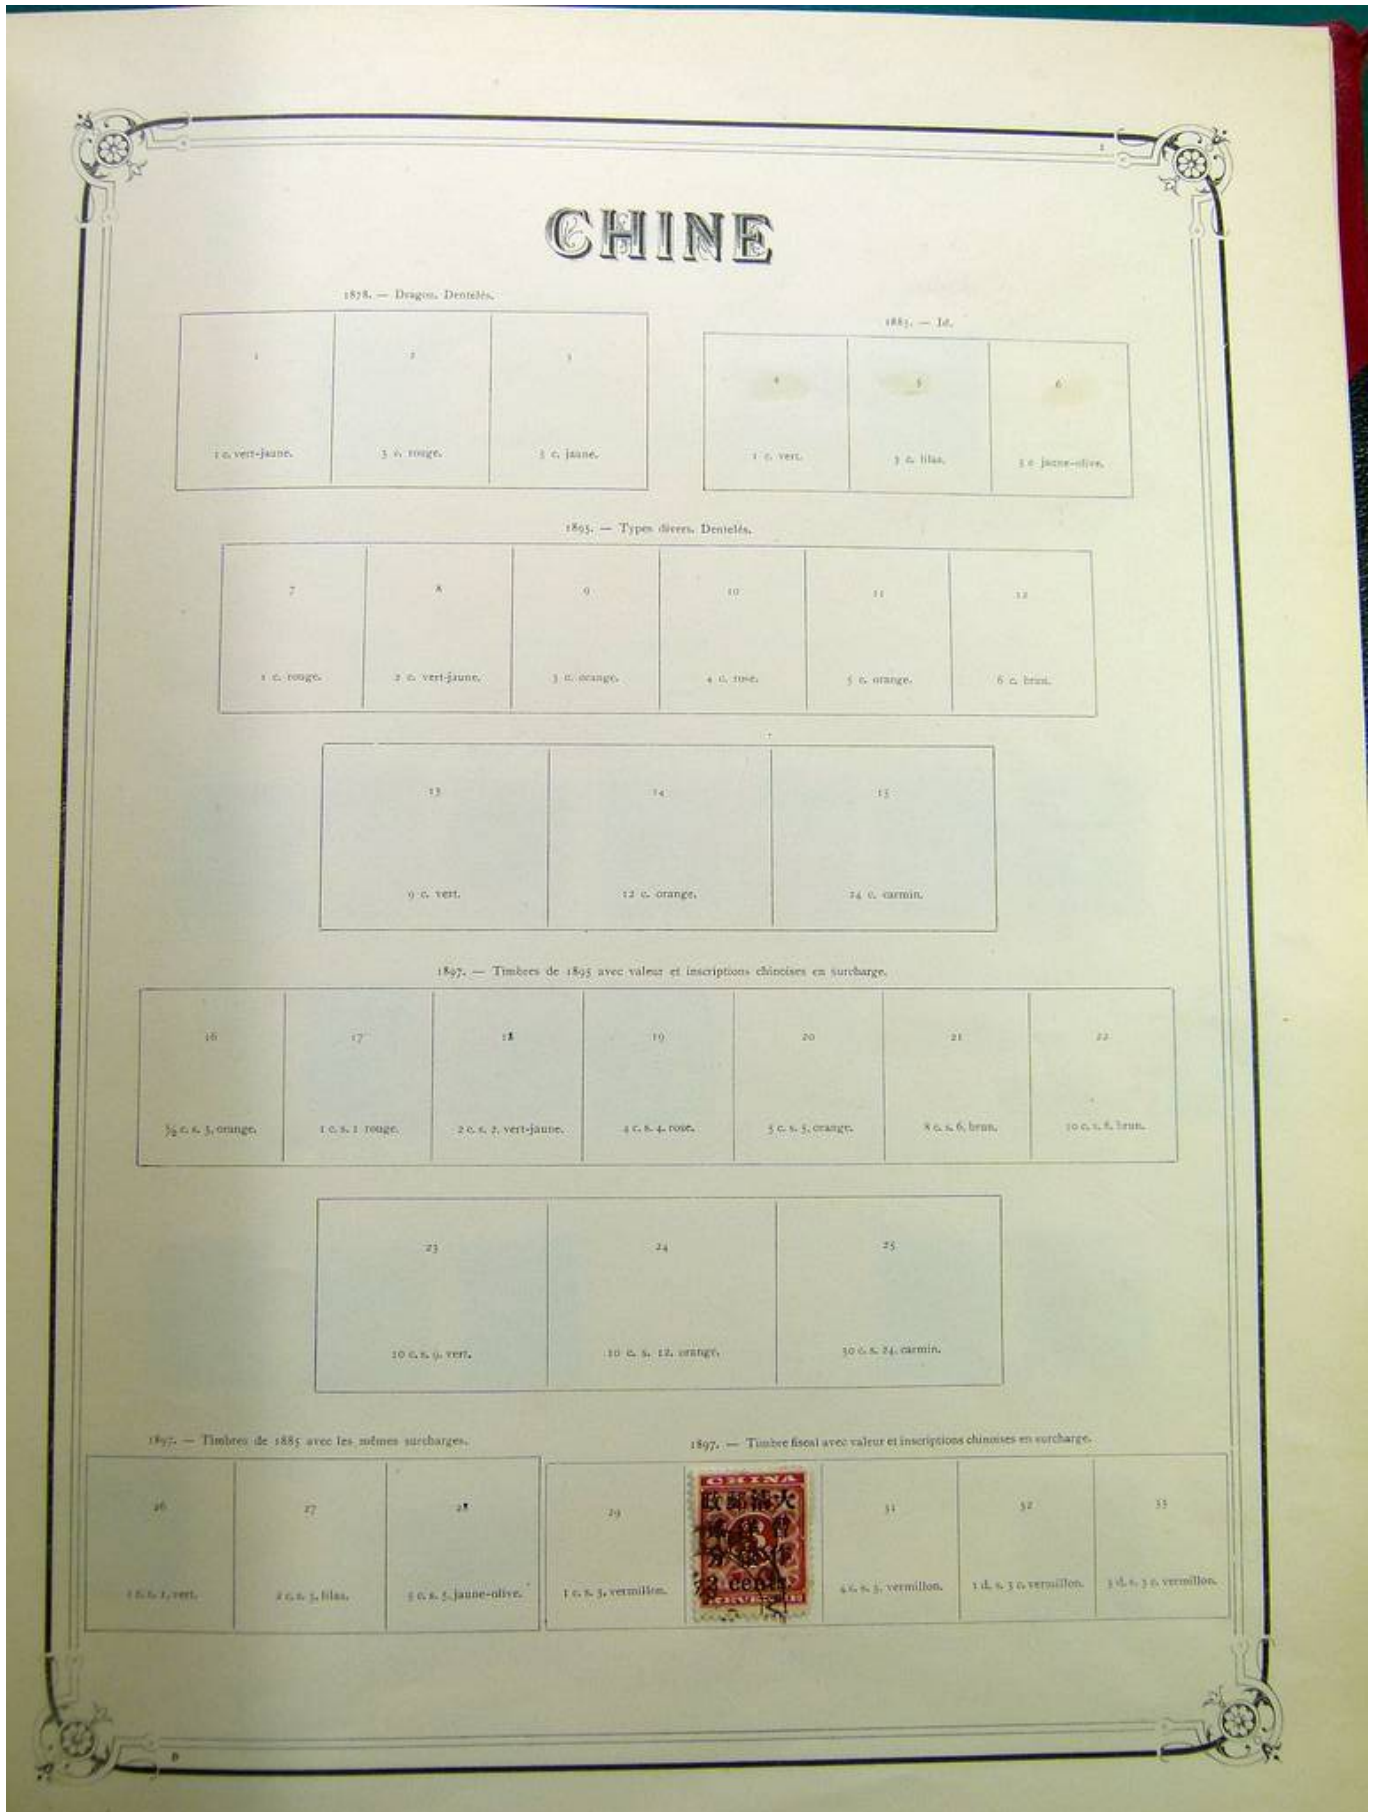 I
CHINE
1878. — Dragon. Dentelés.
1885. — Id.
1 2 3
1 c. vert-jaune. 3 c. rouge. 5 c. jaune.
4 5 6
1 c. vert. 3 c. lilas. 5 c jaune-olive.
1895. — Types divers. Dentelés.
7 8 9 10 11 12
1 c. rouge. 2 c. vert-jaune. 3 c. orange. 4 c. rose. 5 c. orange. 6 c. brun.
13 14 15
9 c. vert. 12 c. orange. 24 c. carmin.
1897. — Timbres de 1895 avec valeur et inscriptions chinoises en surcharge.
16 17 18 19 20 21 22
½ c. s. 3, orange. 1 c. s. 1 rouge. 2 c. s. 2, vert-jaune. 4 c. s. 4, rose. 5 c. s. 5, orange. 8 c. s. 6, brun. 10 c. s. 6, brun.
23 24 25
10 c. s. 9, vert. 10 c. s. 12, orange. 30 c. s. 24, carmin.
1897. — Timbres de 1885 avec les mêmes surcharges.
26 27 28
1 c. s. 1, vert. 2 c. s. 3, lilas. 5 c. s. 5, jaune-olive.
1897. — Timbre fiscal avec valeur et inscriptions chinoises en surcharge.
29 31 32 33
1 c. s. 3, vermillon. 4 c. s. 3, vermillon. 1 d. s. 3 c. vermillon. 5 d. s. 3 c. vermillon.
CHINA
政郵清大
cents.
REVENUE